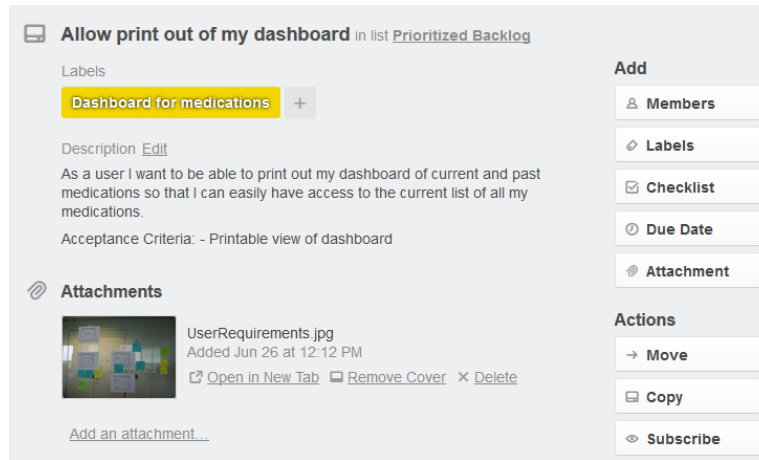 Allow print out of my dashboard in list Prioritized Backlog
Labels
Dashboard for medications +
Description Edit
As a user I want to be able to print out my dashboard of current and past
medications so that I can easily have access to the current list of all my
medications.
Acceptance Criteria: - Printable view of dashboard
Attachments
UserRequirements.jpg
Added Jun 26 at 12:12 PM
Open in New Tab Remove Cover Delete
Add an attachment...
Add
Members
Labels
Checklist
Due Date
Attachment
Actions
Move
Copy
Subscribe